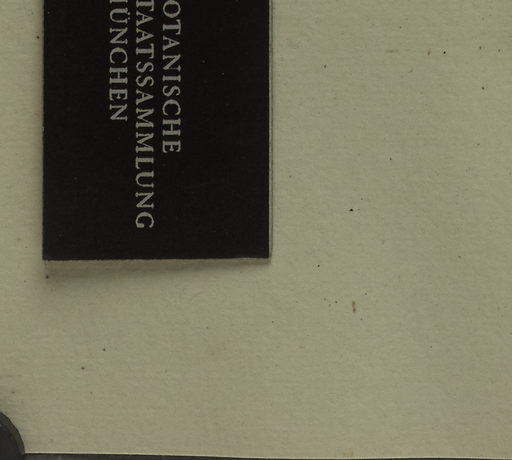 OTANISCHE
TAATSSAMMLUNG
ÜNCHEN